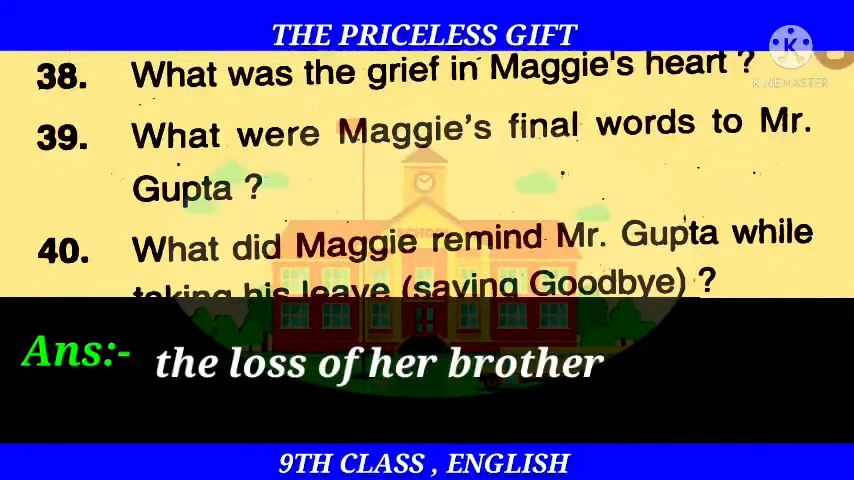 THE PRICELESS GIFT
38. What was the grief in Maggie's heart ?
KINEMASTER
39. What were Maggie's final words to Mr.
Gupta ?
40. What did Maggie remind Mr. Gupta while
taking his leave (saying Goodbye) ?
Ans:- the loss of her brother
9TH CLASS , ENGLISH